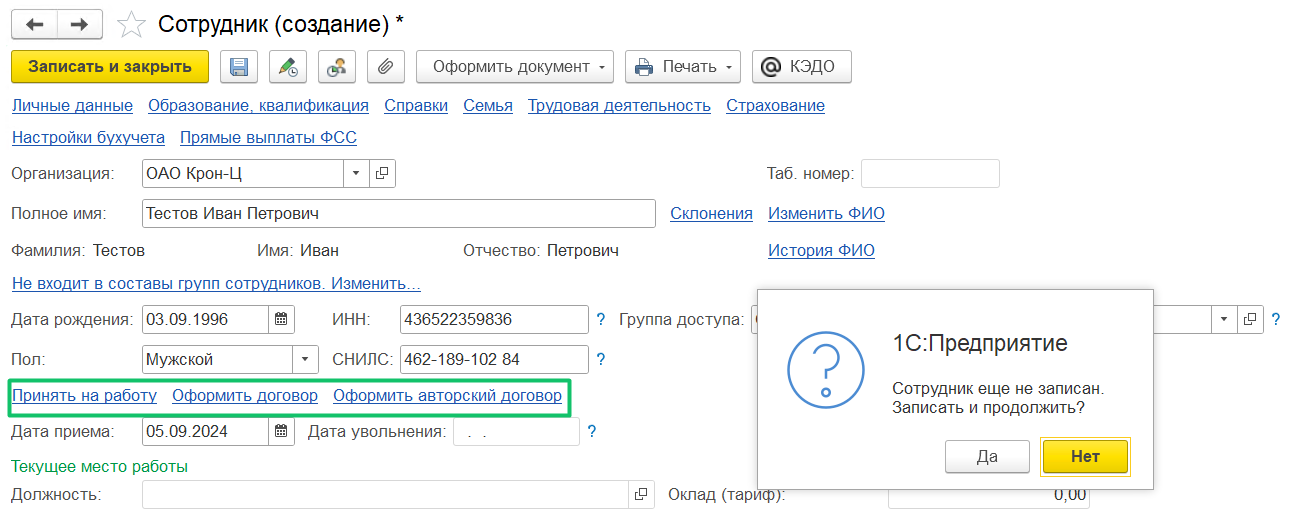 Сотрудник (создание) *
Записать и закрыть Оформить документ Печать КЭДО
Личные данные Образование, квалификация Справки Семья Трудовая деятельность Страхование
Настройки бухучета Прямые выплаты ФСС
Организация: ОАО Крон-Ц Таб. номер:
Полное имя: Тестов Иван Петрович Склонения Изменить ФИО
Фамилия: Тестов Имя: Иван Отчество: Петрович История ФИО
Не входит в составы групп сотрудников. Изменить...
Дата рождения: 03.09.1996 ИНН: 436522359836 ? Группа доступа: ?
Пол: Мужской СНИЛС: 462-189-102 84 ?
Принять на работу Оформить договор Оформить авторский договор
Дата приема: 05.09.2024 Дата увольнения: . . ?
Текущее место работы
Должность: Оклад (тариф): 0,00
1С:Предприятие
Сотрудник еще не записан.
Записать и продолжить?
Да Нет